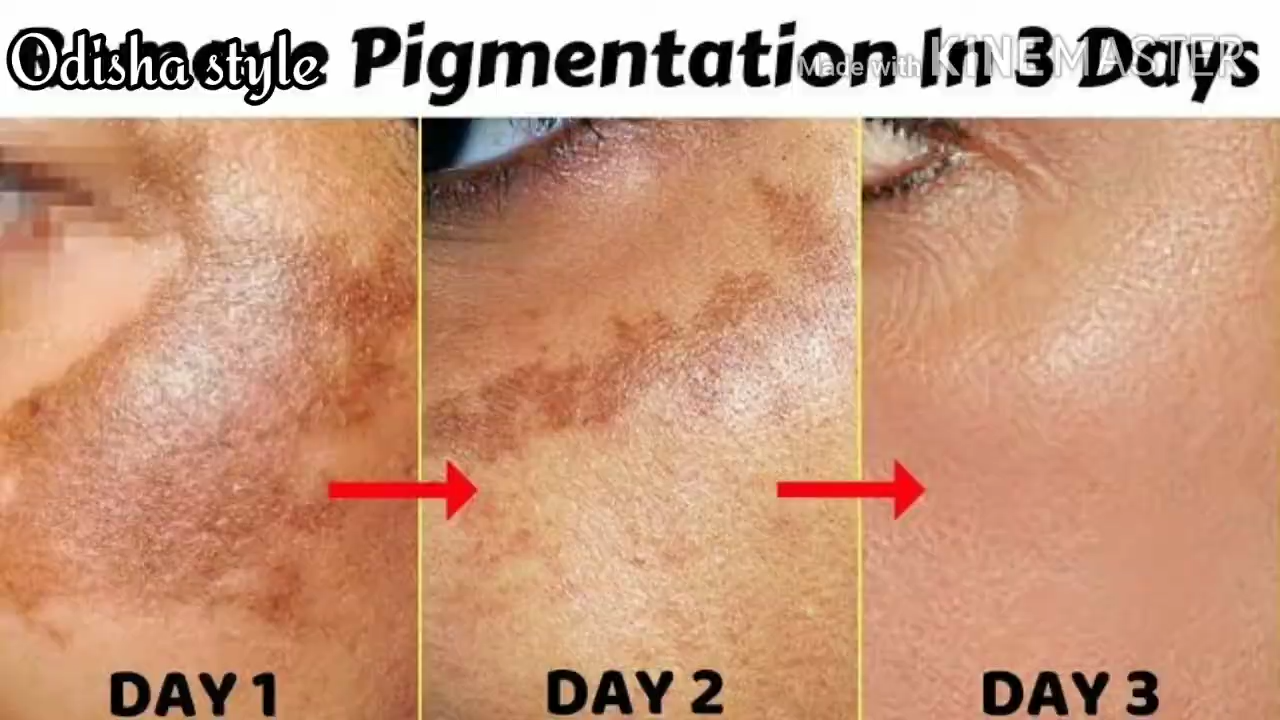 Odisha style Pigmentation In 3 Days
Made with KINEMASTER
DAY 1 DAY 2 DAY 3